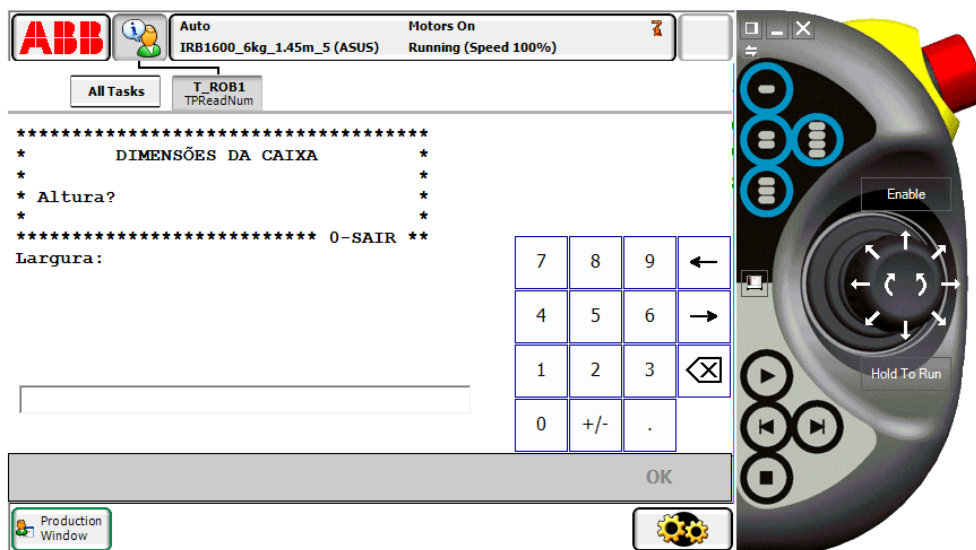 ABB
Auto
IRB1600_6kg_1.45m_5 (ASUS)
Motors On
Running (Speed 100%)
All Tasks
T_ROB1
TPReadNum
*************************************
* DIMENSÕES DA CAIXA *
* *
* Altura? *
* *
*************************** 0-SAIR **
Largura:
7 8 9
4 5 6
1 2 3
0 +/- .
OK
Production
Window
Enable
Hold To Run